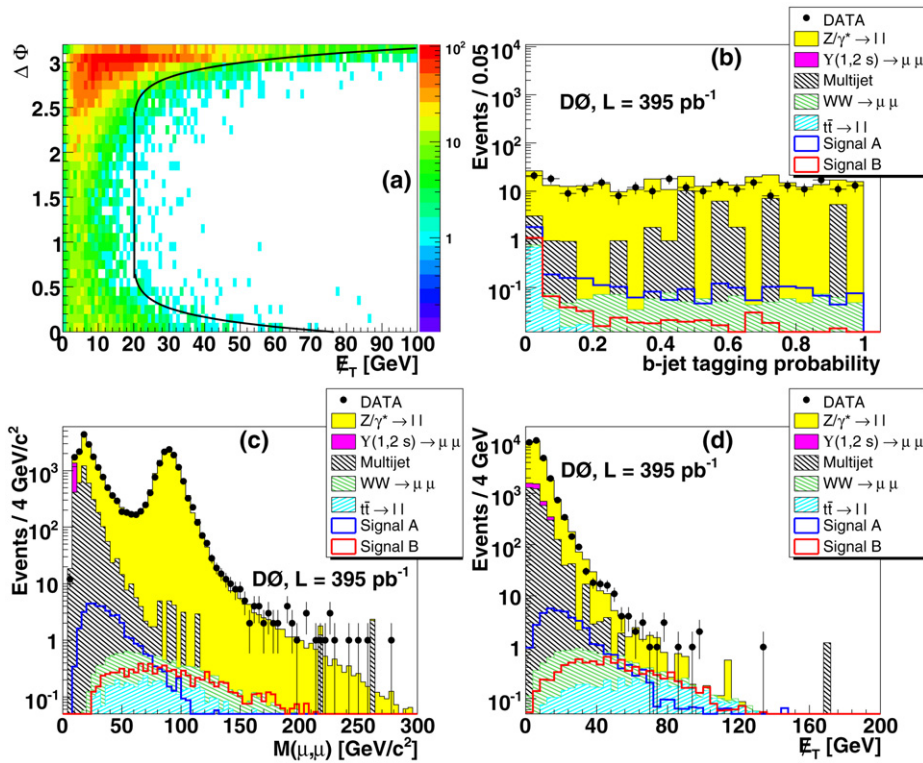 Δ Φ
3
2.5
2
1.5
1
0.5
0
0 10 20 30 40 50 60 70 80 90 100
E̸_T [GeV]
(a)
10²
10
1
Events / 0.05
10⁴
10³
10²
10
1
10⁻¹
0 0.2 0.4 0.6 0.8 1
b-jet tagging probability
(b)
DØ, L = 395 pb⁻¹
DATA
Z/γ* → l l
Υ(1,2 s) → μ μ
Multijet
WW → μ μ
tt̄ → l l
Signal A
Signal B
Events / 4 GeV/c²
10³
10²
10
1
10⁻¹
0 50 100 150 200 250 300
M(μ,μ) [GeV/c²]
(c)
DØ, L = 395 pb⁻¹
DATA
Z/γ* → l l
Υ(1,2 s) → μ μ
Multijet
WW → μ μ
tt̄ → l l
Signal A
Signal B
Events / 4 GeV
10⁴
10³
10²
10
1
10⁻¹
0 40 80 120 160 200
E̸_T [GeV]
(d)
DØ, L = 395 pb⁻¹
DATA
Z/γ* → l l
Υ(1,2 s) → μ μ
Multijet
WW → μ μ
tt̄ → l l
Signal A
Signal B